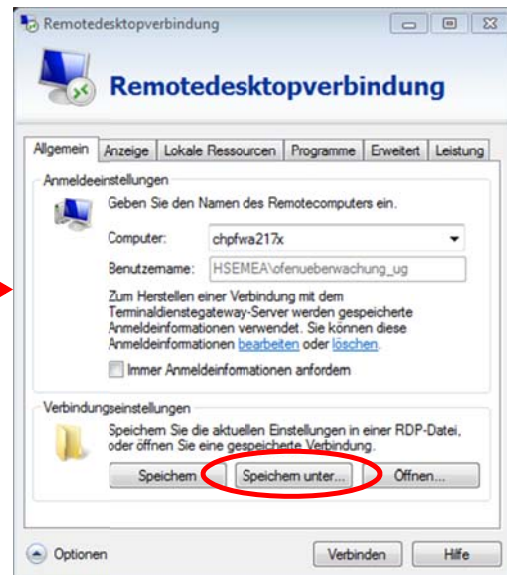 Remotedesktopverbindung
Remotedesktopverbindung
Allgemein Anzeige Lokale Ressourcen Programme Erweitert Leistung
Anmeldeeinstellungen
Geben Sie den Namen des Remotecomputers ein.
Computer: chpfwa217x
Benutzername: HSEMEA\ofenueberwachung_ug
Zum Herstellen einer Verbindung mit dem
Terminaldienstegateway-Server werden gespeicherte
Anmeldeinformationen verwendet. Sie können diese
Anmeldeinformationen bearbeiten oder löschen.
Immer Anmeldeinformationen anfordern
Verbindungseinstellungen
Speichern Sie die aktuellen Einstellungen in einer RDP-Datei,
oder öffnen Sie eine gespeicherte Verbindung.
Speichern Speichern unter... Öffnen...
Optionen Verbinden Hilfe